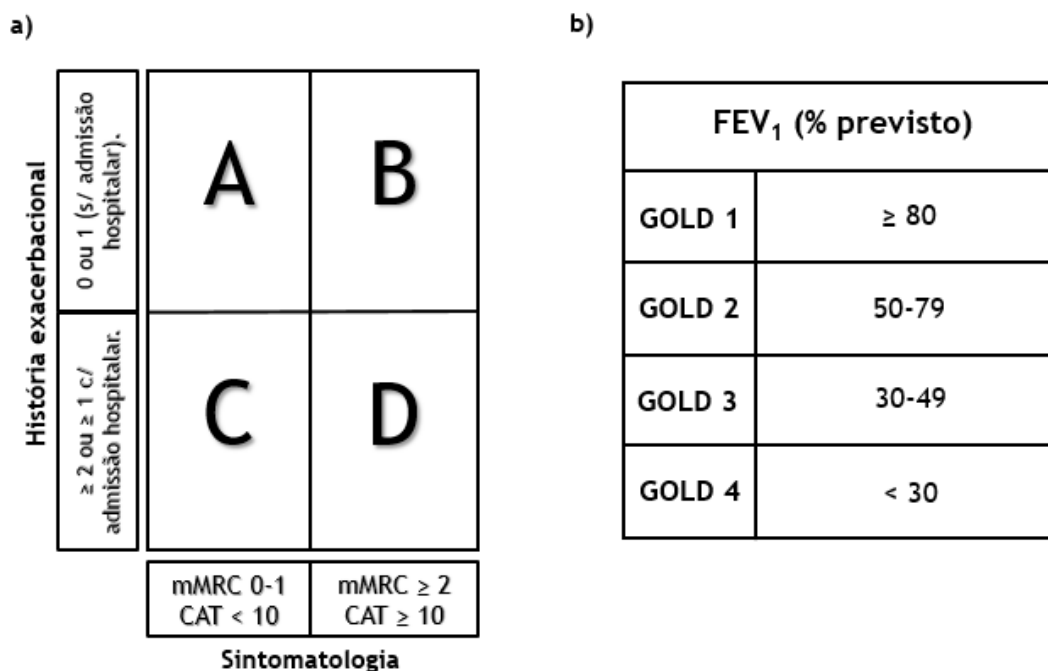 a)
História exacerbacional
0 ou 1 (s/ admissão
hospitalar).
A
B
≥ 2 ou ≥ 1 c/
admissão hospitalar.
C
D
mMRC 0-1
CAT < 10
mMRC ≥ 2
CAT ≥ 10
Sintomatologia
b)
FEV₁ (% previsto)
GOLD 1
≥ 80
GOLD 2
50-79
GOLD 3
30-49
GOLD 4
< 30